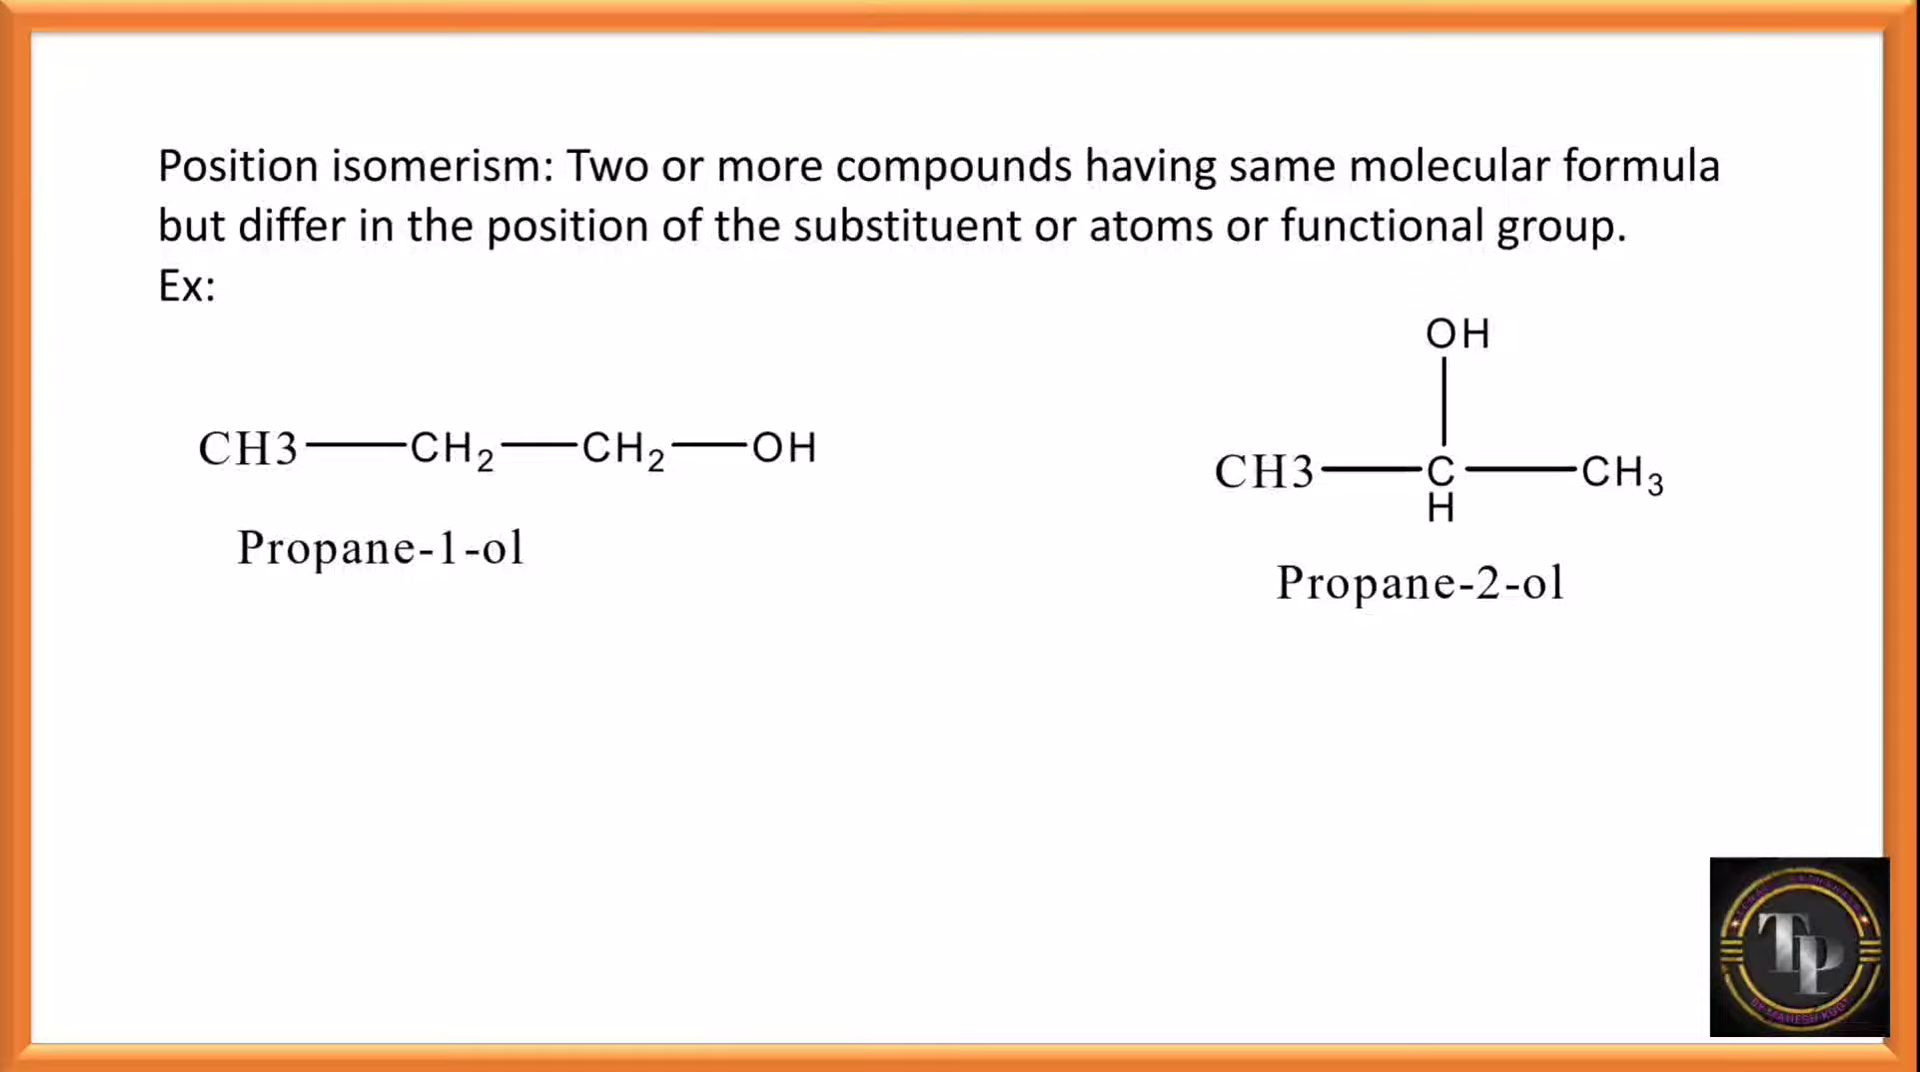 Position isomerism: Two or more compounds having same molecular formula
but differ in the position of the substituent or atoms or functional group.
Ex:
CH3—CH₂—CH₂—OH
Propane-1-ol
OH
CH3—C—CH₃
H
Propane-2-ol
TP